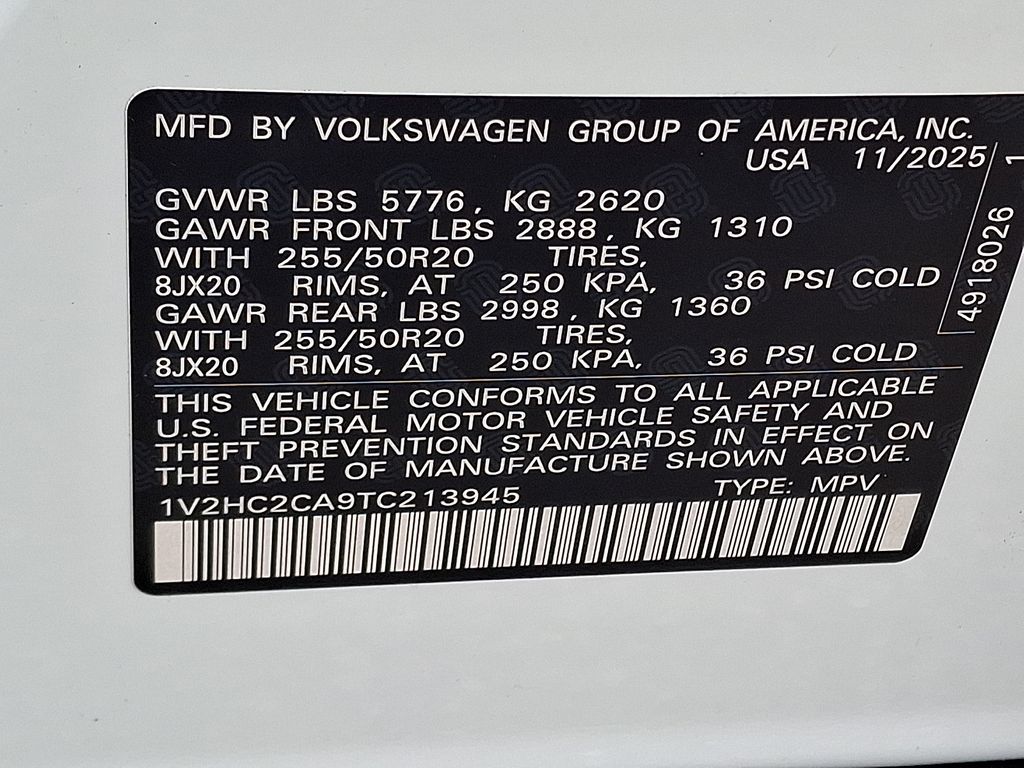 MFD BY VOLKSWAGEN GROUP OF AMERICA, INC.
USA 11/2025
GVWR LBS 5776, KG 2620
GAWR FRONT LBS 2888, KG 1310
WITH 255/50R20 TIRES,
8JX20 RIMS, AT 250 KPA, 36 PSI COLD
GAWR REAR LBS 2998, KG 1360
WITH 255/50R20 TIRES,
8JX20 RIMS, AT 250 KPA, 36 PSI COLD
THIS VEHICLE CONFORMS TO ALL APPLICABLE
U.S. FEDERAL MOTOR VEHICLE SAFETY AND
THEFT PREVENTION STANDARDS IN EFFECT ON
THE DATE OF MANUFACTURE SHOWN ABOVE.
1V2HC2CA9TC213945 TYPE: MPV
4918026 1